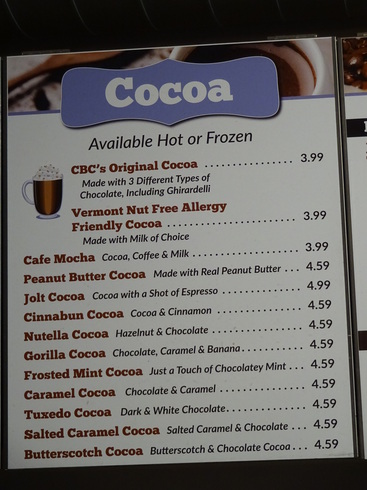 Cocoa
Available Hot or Frozen
CBC's Original Cocoa ................ 3.99
Made with 3 Different Types of
Chocolate, Including Ghirardelli
Vermont Nut Free Allergy
Friendly Cocoa ....................... 3.99
Made with Milk of Choice
Cafe Mocha Cocoa, Coffee & Milk .................. 3.99
Peanut Butter Cocoa Made with Real Peanut Butter ... 4.59
Jolt Cocoa Cocoa with a Shot of Espresso .............. 4.99
Cinnabun Cocoa Cocoa & Cinnamon ............... 4.59
Nutella Cocoa Hazelnut & Chocolate ................. 4.59
Gorilla Cocoa Chocolate, Caramel & Banana........... 4.59
Frosted Mint Cocoa Just a Touch of Chocolatey Mint ... 4.59
Caramel Cocoa Chocolate & Caramel ............... 4.59
Tuxedo Cocoa Dark & White Chocolate.............. 4.59
Salted Caramel Cocoa Salted Caramel & Chocolate ... 4.59
Butterscotch Cocoa Butterscotch & Chocolate Cocoa ... 4.59